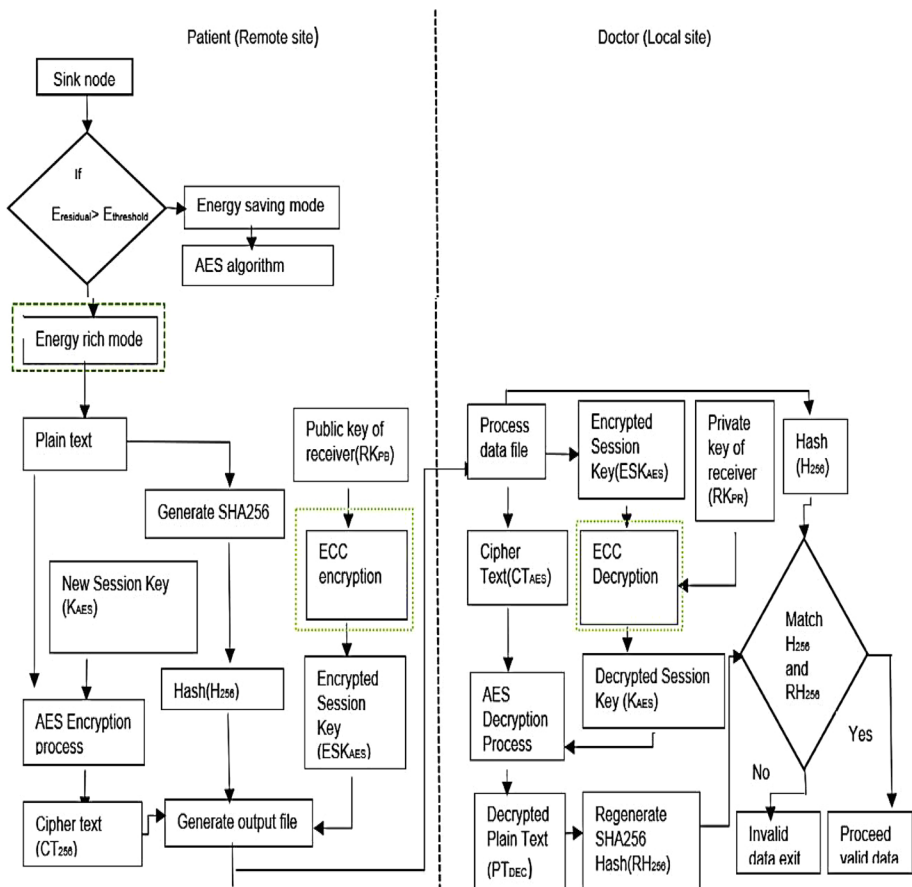 Patient (Remote site)
Sink node
If
Eresidual> Ethreshold
Energy saving mode
AES algorithm
Energy rich mode
Plain text
Public key of
receiver(RKPB)
Generate SHA256
ECC
encryption
New Session Key
(KAES)
Hash(H256)
Encrypted
Session
Key
(ESKAES)
AES Encryption
process
Cipher text
(CT256)
Generate output file
Doctor (Local site)
Process
data file
Encrypted
Session
Key(ESKAES)
Private
key of
receiver
(RKPR)
Hash
(H256)
Cipher
Text(CTAES)
ECC
Decryption
Match
H256
and
RH256
AES
Decryption
Process
Decrypted Session
Key (KAES)
Yes
No
Decrypted
Plain Text
(PTDEC)
Regenerate
SHA256
Hash(RH256)
Invalid
data exit
Proceed
valid data